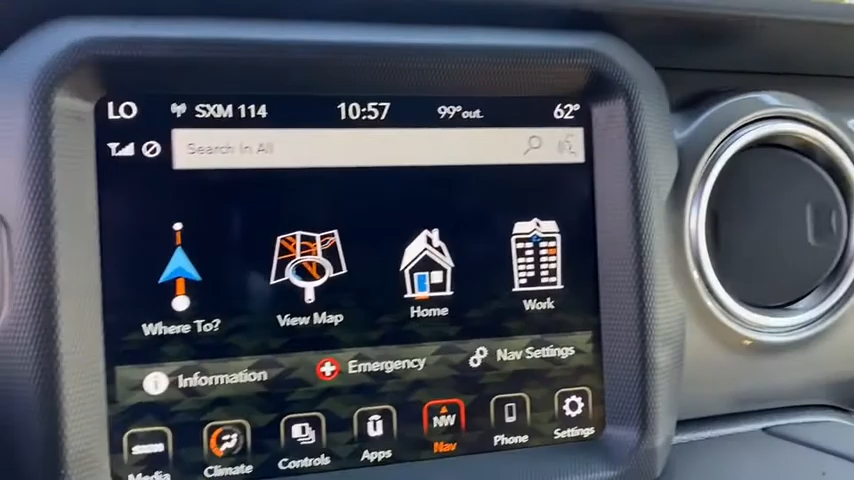 LO SXM 114 10:57 99°out. 62°
Search In All
Where To? View Map Home Work
Information Emergency Nav Settings
NW
Media Climate Controls Apps Nav Phone Settings